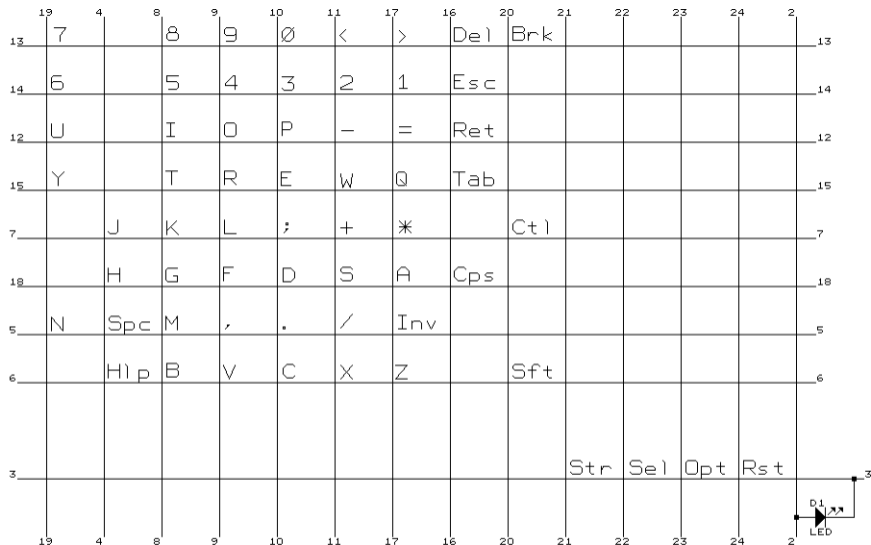 19 4 8 9 10 11 17 16 20 21 22 23 24 2
7 8 9 0 < > Del Brk
13 13
6 5 4 3 2 1 Esc
14 14
U I O P - = Ret
12 12
Y T R E W Q Tab
15 15
J K L ; + * Ctl
7 7
H G F D S A Cps
18 18
N Spc M , . / Inv
5 5
Hlp B V C X Z Sft
6 6
Str Sel Opt Rst
3 3
D1
LED
19 4 8 9 10 11 17 16 20 21 22 23 24 2